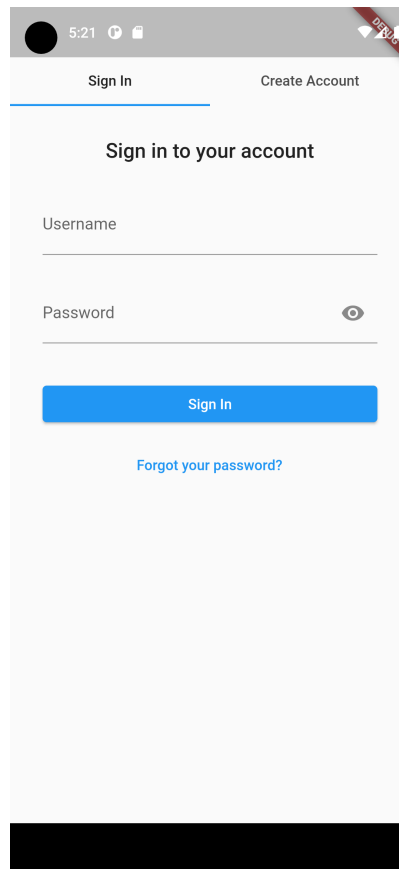 5:21
DEBUG
Sign In
Create Account
Sign in to your account
Username
Password
Sign In
Forgot your password?